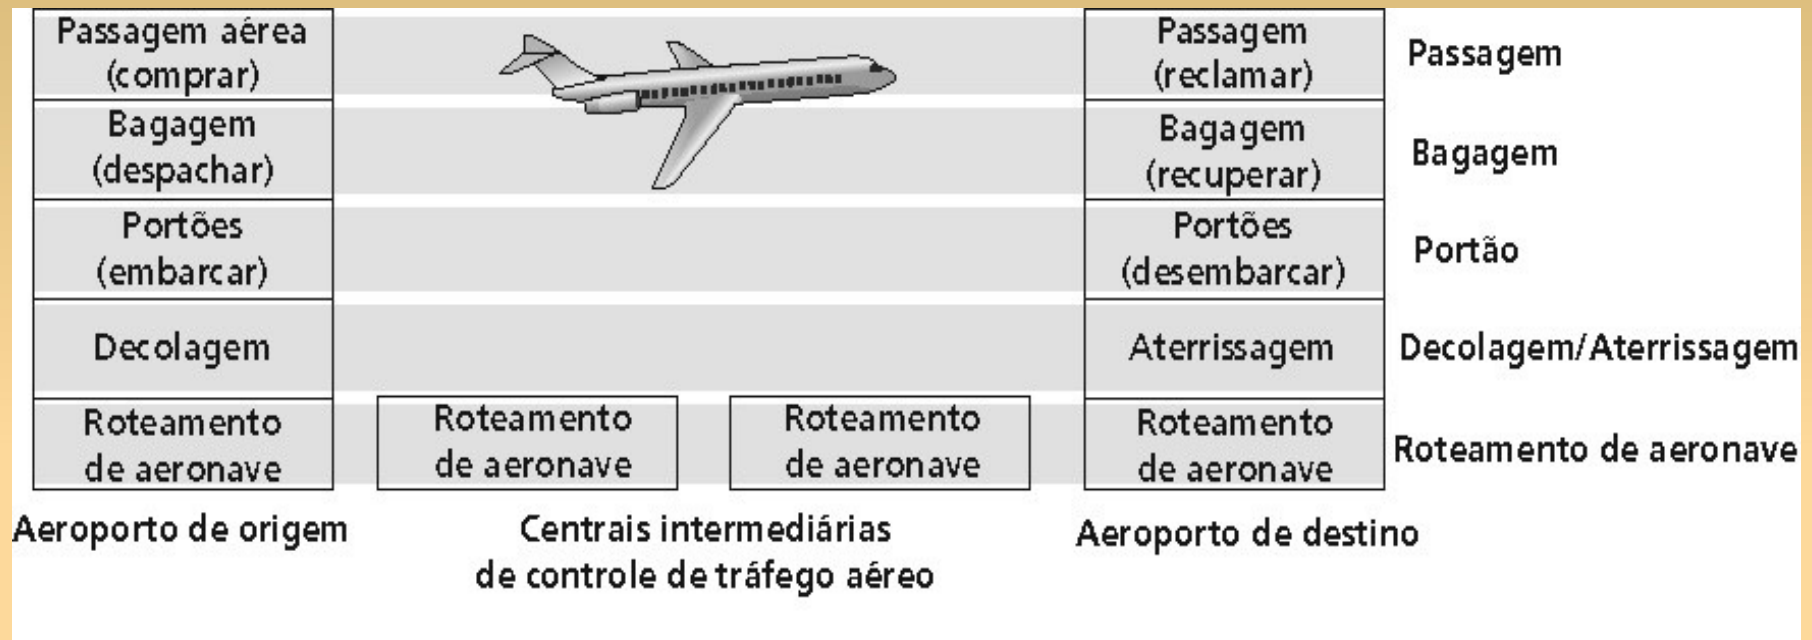 Passagem aérea
(comprar)
Passagem
(reclamar)
Passagem
Bagagem
(despachar)
Bagagem
(recuperar)
Bagagem
Portões
(embarcar)
Portões
(desembarcar)
Portão
Decolagem
Aterrissagem
Decolagem/Aterrissagem
Roteamento
de aeronave
Roteamento
de aeronave
Roteamento
de aeronave
Roteamento
de aeronave
Roteamento de aeronave
Aeroporto de origem
Centrais intermediárias
de controle de tráfego aéreo
Aeroporto de destino